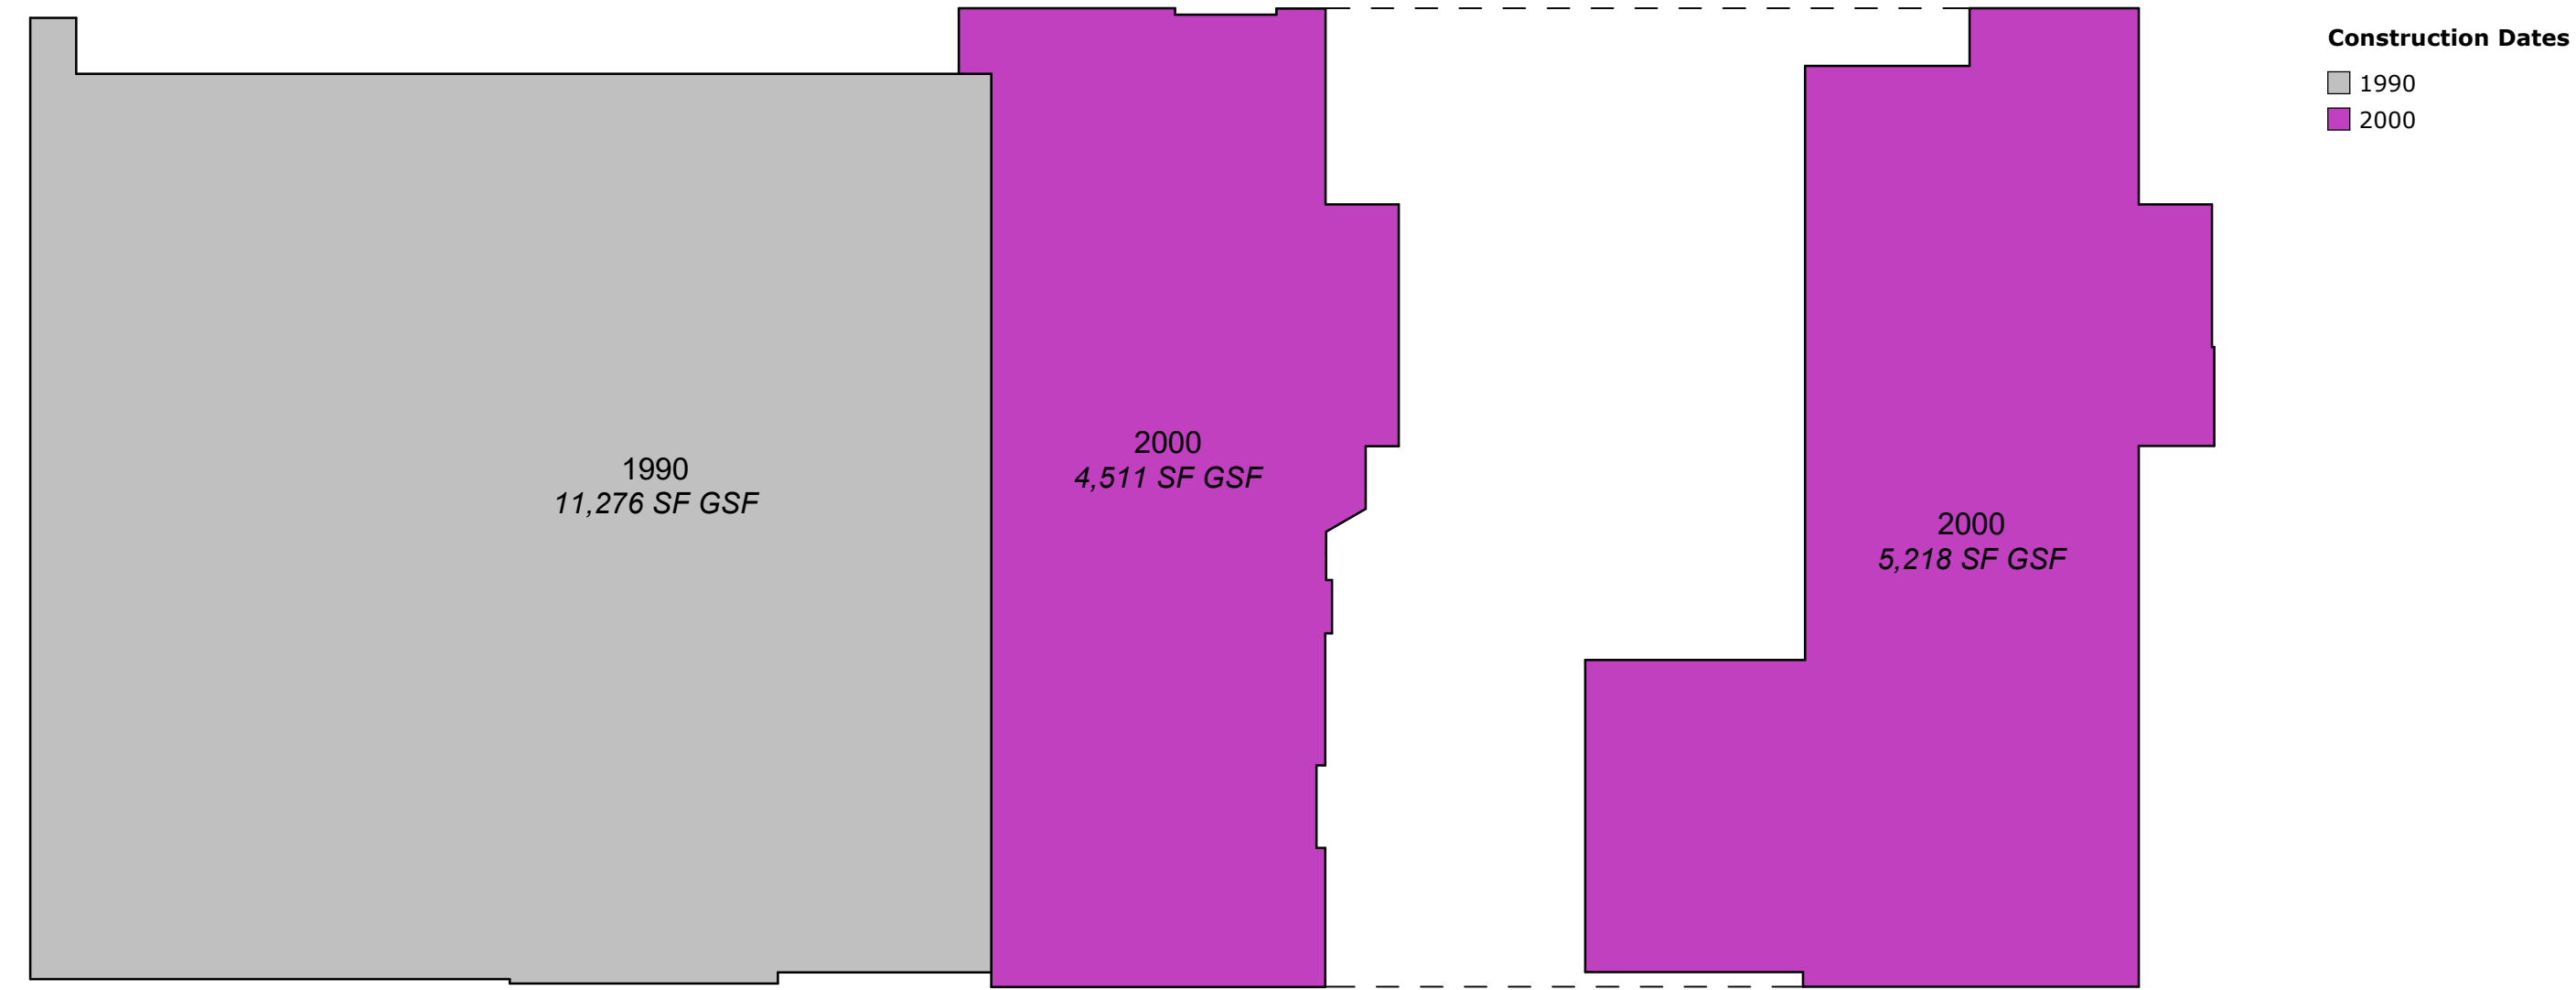 Construction Dates
1990
2000
1990
11,276 SF GSF
2000
4,511 SF GSF
2000
5,218 SF GSF